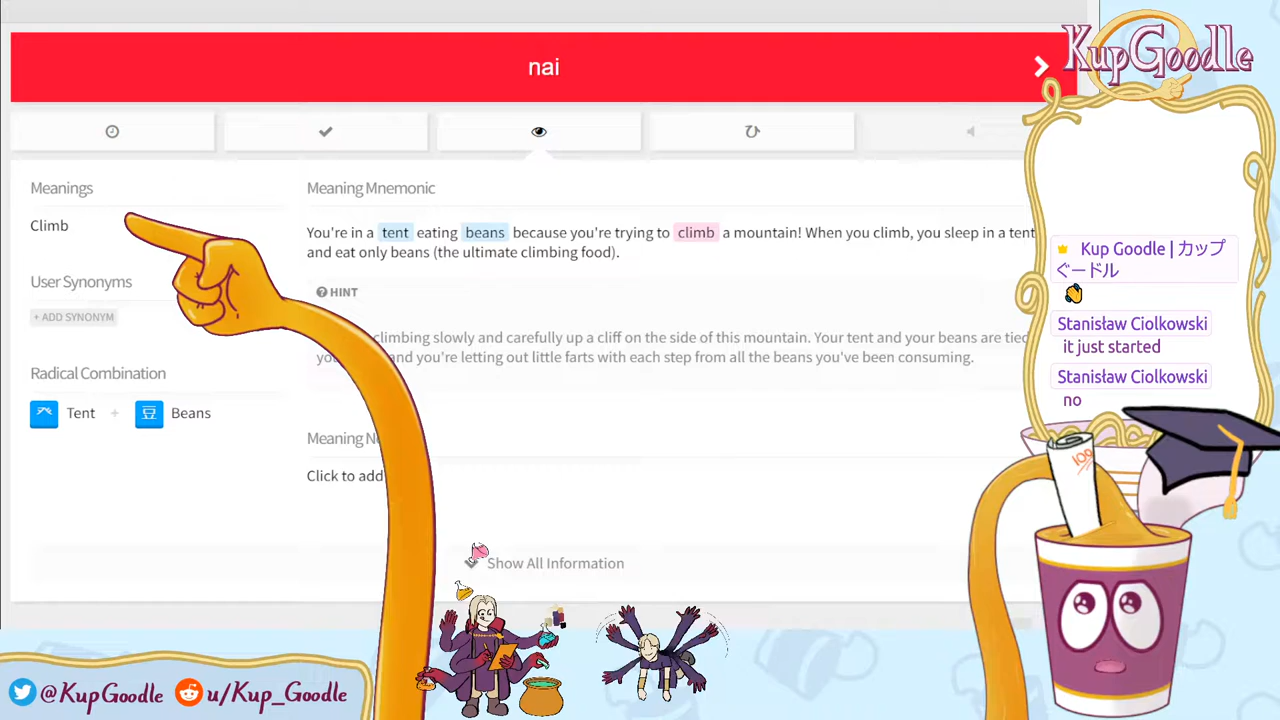 nai
KupGoodle
ひ
Meanings
Climb
User Synonyms
+ ADD SYNONYM
Radical Combination
Tent + 豆 Beans
Meaning Mnemonic
You're in a tent eating beans because you're trying to climb a mountain! When you climb, you sleep in a tent
and eat only beans (the ultimate climbing food).
HINT
climbing slowly and carefully up a cliff on the side of this mountain. Your tent and your beans are tied
and you're letting out little farts with each step from all the beans you've been consuming.
Meaning
Click to add
Show All Information
Kup Goodle | カップ
ぐードル
Stanisław Ciolkowski
it just started
Stanisław Ciolkowski
no
100
@KupGoodle u/Kup_Goodle